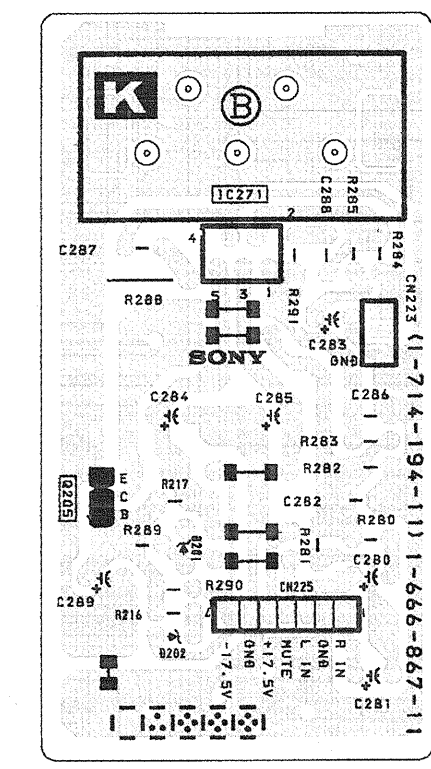 K
B
IC271
C288
R285
2
C287
4
R284
R288
5
3
1
R291
CN223
C283
SONY
GND
C284
C285
C286
R283
R282
R217
C282
Q205
E
C
B
R289
D201
R281
R280
C280
C289
R290
CN225
R216
7
1
D202
-17.5V
GND
+17.5V
MUTE
L IN
GND
R IN
C281
(1-714-194-11) 1-666-867-11